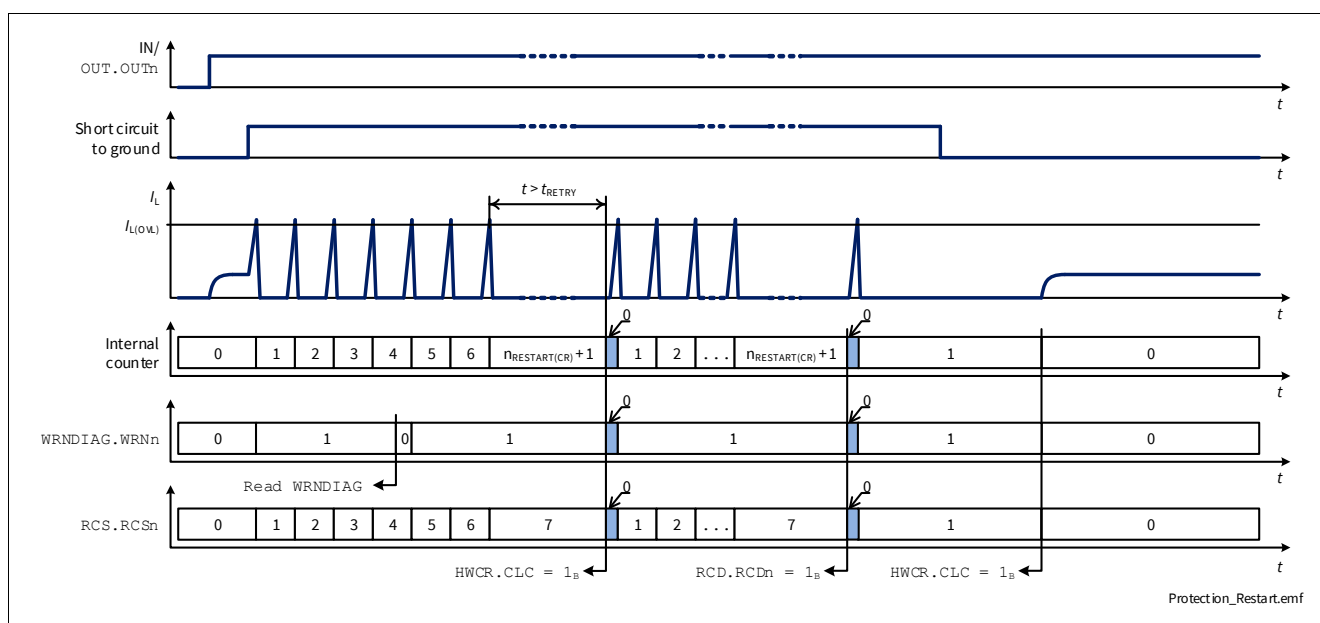 IN/
OUT.OUTn
t
Short circuit
to ground
t
t > tRETRY
IL
IL(OVL)
t
0 0
Internal
counter
0 1 2 3 4 5 6 nRESTART(CR)+1 1 2 ... nRESTART(CR)+1 1 0
t
0 0
WRNDIAG.WRNn
0 1 0 1 1 1 0
t
Read WRNDIAG
0 0
RCS.RCSn
0 1 2 3 4 5 6 7 1 2 ... 7 1 0
t
HWCR.CLC = 1B RCD.RCDn = 1B HWCR.CLC = 1B
Protection_Restart.emf